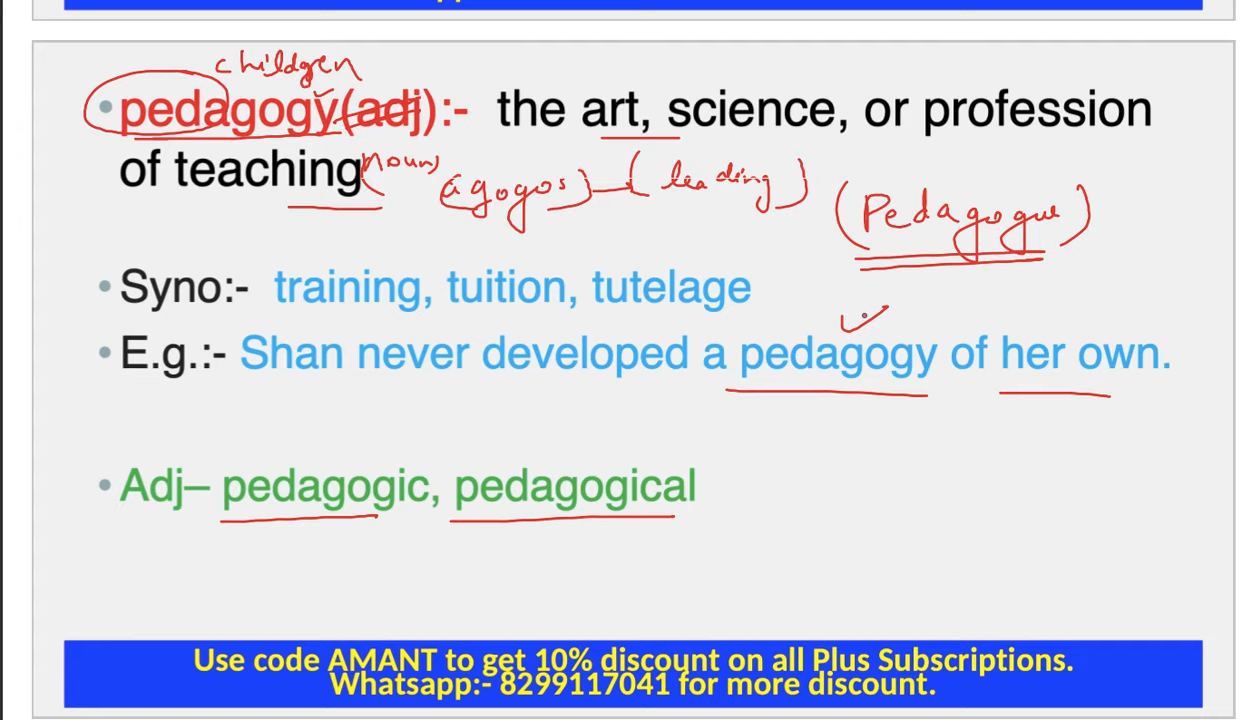 children
• pedagogy(adj):- the art, science, or profession
of teaching (noun) (agogos) – (leading)
(Pedagogue)
• Syno:- training, tuition, tutelage
• E.g.:- Shan never developed a pedagogy of her own.
• Adj– pedagogic, pedagogical
Use code AMANT to get 10% discount on all Plus Subscriptions.
Whatsapp:- 8299117041 for more discount.